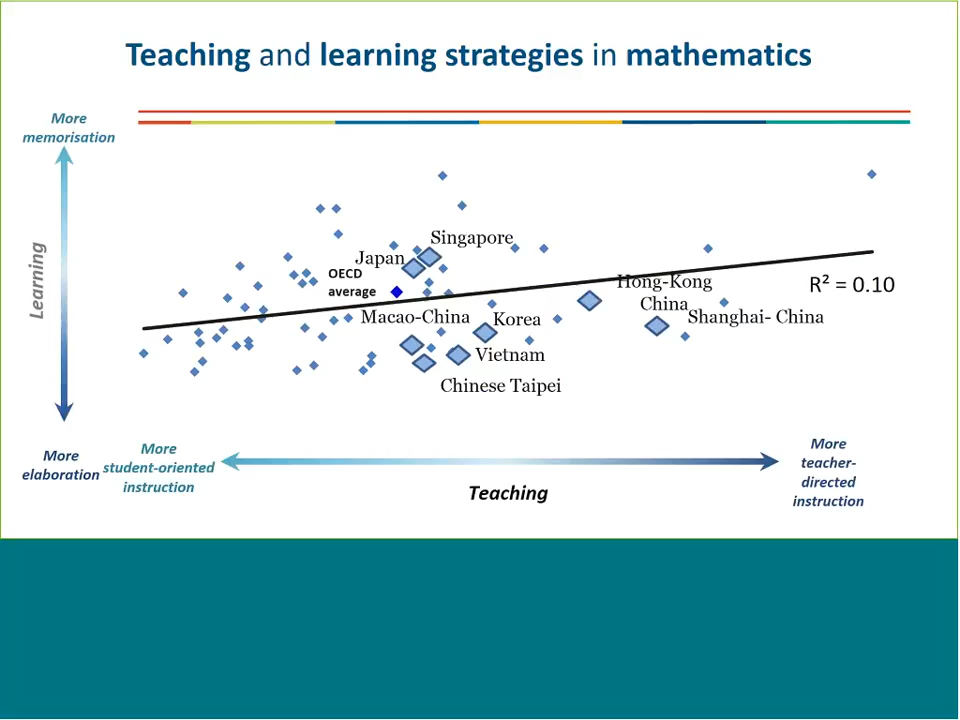 Teaching and learning strategies in mathematics
More
memorisation
Learning
Singapore
Japan
OECD
average
Hong-Kong
China
R² = 0.10
Macao-China
Korea
Shanghai- China
Vietnam
Chinese Taipei
More
elaboration
More
student-oriented
instruction
Teaching
More
teacher-
directed
instruction